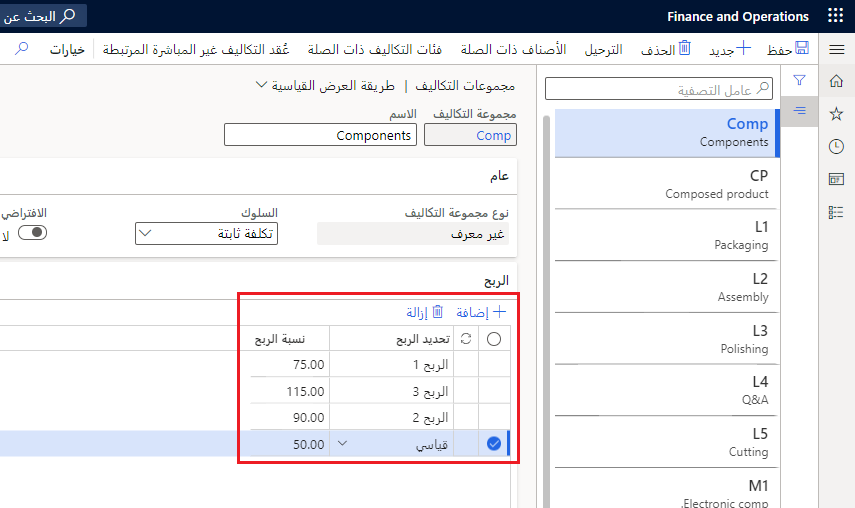 Finance and Operations
البحث عن
حفظ
جديد
الحذف
الترحيل
الأصناف ذات الصلة
فئات التكاليف ذات الصلة
عُقد التكاليف غير المباشرة المرتبطة
خيارات
عامل التصفية
Comp
Components
CP
Composed product
L1
Packaging
L2
Assembly
L3
Polishing
L4
Q&A
L5
Cutting
M1
Electronic comp.
مجموعات التكاليف | طريقة العرض القياسية
مجموعة التكاليف
الاسم
Comp
Components
عام
نوع مجموعة التكاليف
السلوك
الافتراضي
غير معرف
تكلفة ثابتة
لا
الربح
إضافة
إزالة
تحديد الربح
نسبة الربح
الربح 1
75.00
الربح 3
115.00
الربح 2
90.00
قياسي
50.00